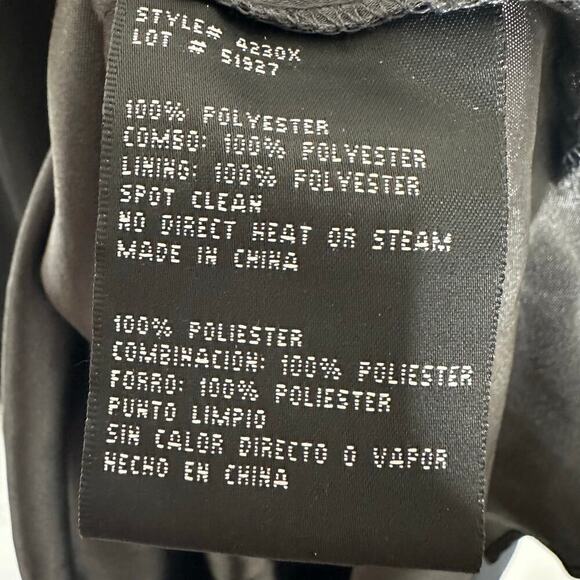 STYLE# 4230X
LOT # 51927
100% POLYESTER
COMBO: 100% POLYESTER
LINING: 100% POLYESTER
SPOT CLEAN
NO DIRECT HEAT OR STEAM
MADE IN CHINA
100% POLIESTER
COMBINACION: 100% POLIESTER
FORRO: 100% POLIESTER
PUNTO LIMPIO
SIN CALOR DIRECTO O VAPOR
HECHO EN CHINA